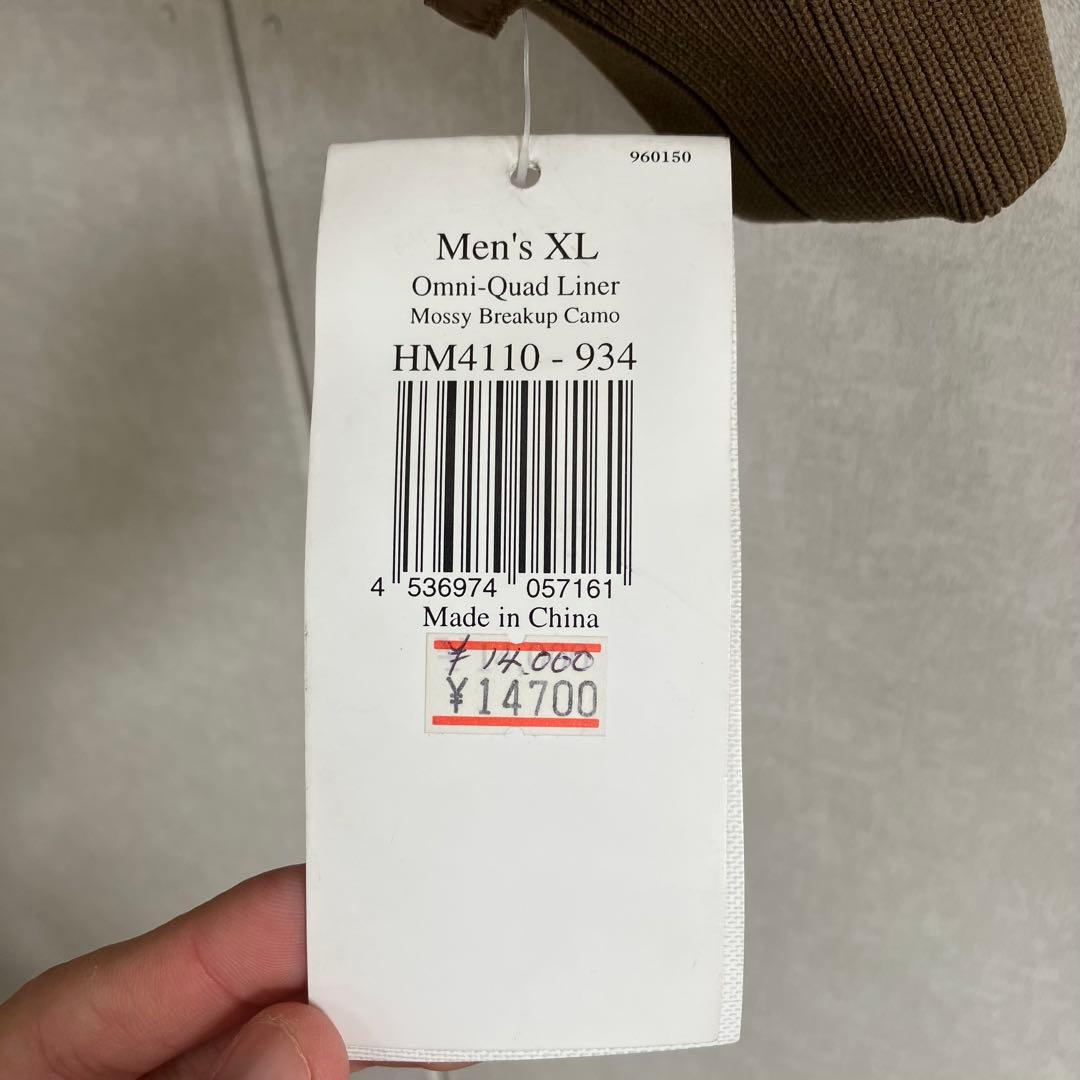 960150
Men's XL
Omni-Quad Liner
Mossy Breakup Camo
HM4110 - 934
4 536974 057161
Made in China
¥ 14,000
¥14700